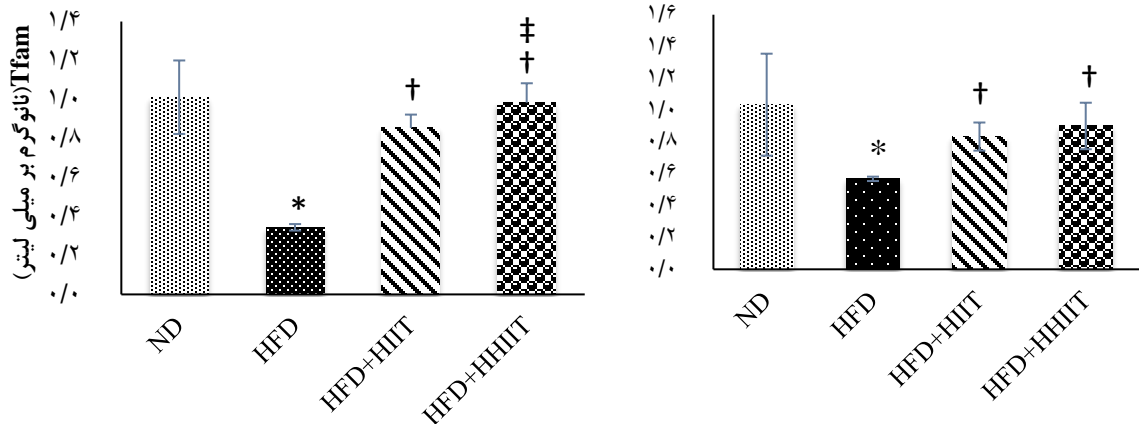 Tfam(نانوگرم بر میلی لیتر)
۱/۴
۱/۲
۱/۰
۰/۸
۰/۶
۰/۴
۰/۲
۰/۰
*
†
‡
†
ND
HFD
HFD+HIIT
HFD+HHIIT
۱/۶
۱/۴
۱/۲
۱/۰
۰/۸
۰/۶
۰/۴
۰/۲
۰/۰
*
†
†
ND
HFD
HFD+HIIT
HFD+HHIIT